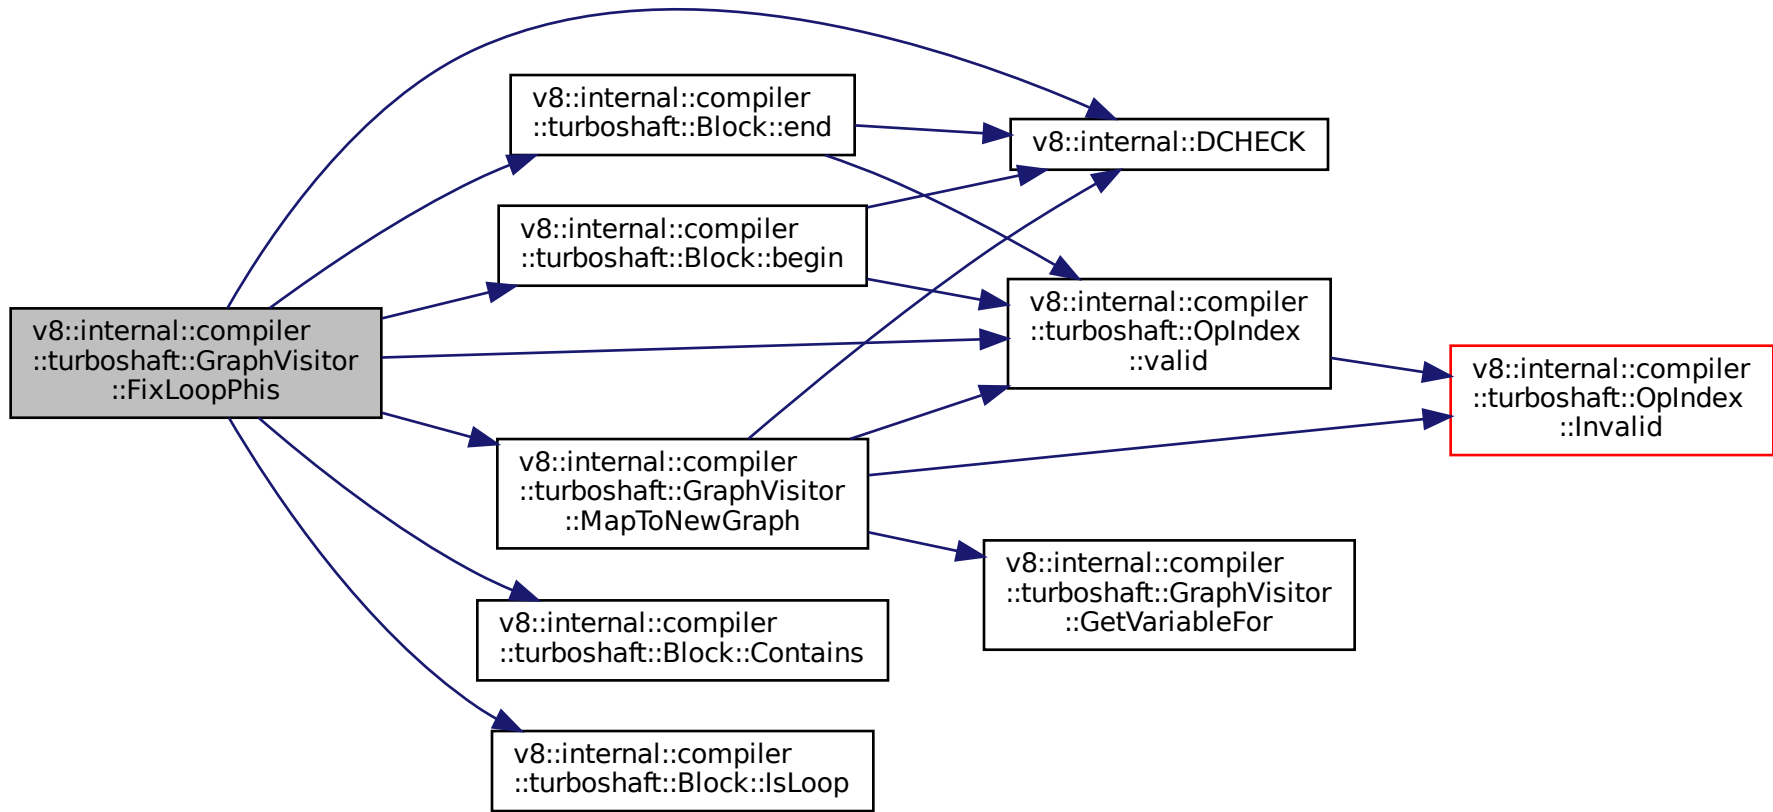 v8::internal::compiler
::turboshaft::GraphVisitor
::FixLoopPhis
v8::internal::compiler
::turboshaft::Block::end
v8::internal::compiler
::turboshaft::Block::begin
v8::internal::compiler
::turboshaft::GraphVisitor
::MapToNewGraph
v8::internal::compiler
::turboshaft::Block::Contains
v8::internal::compiler
::turboshaft::Block::IsLoop
v8::internal::DCHECK
v8::internal::compiler
::turboshaft::OpIndex
::valid
v8::internal::compiler
::turboshaft::GraphVisitor
::GetVariableFor
v8::internal::compiler
::turboshaft::OpIndex
::Invalid